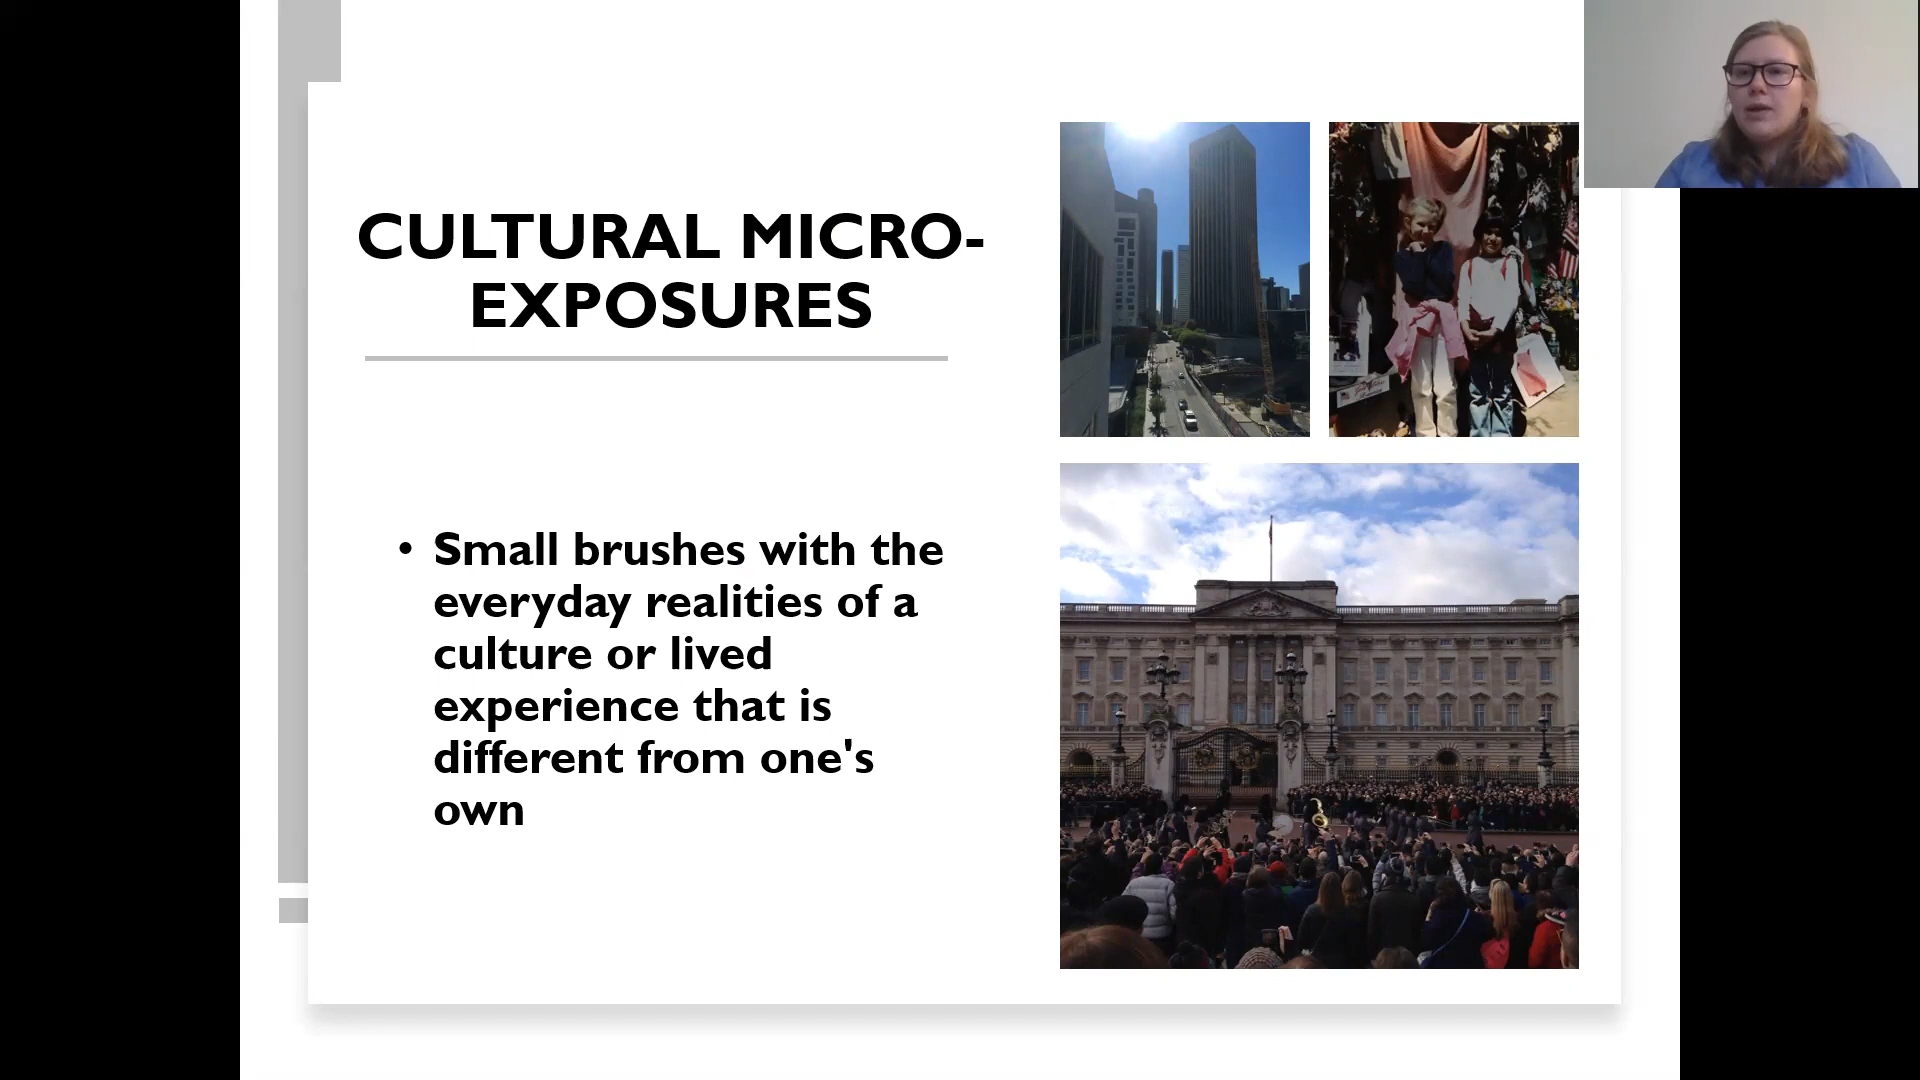 CULTURAL MICRO-
EXPOSURES
• Small brushes with the
everyday realities of a
culture or lived
experience that is
different from one's
own